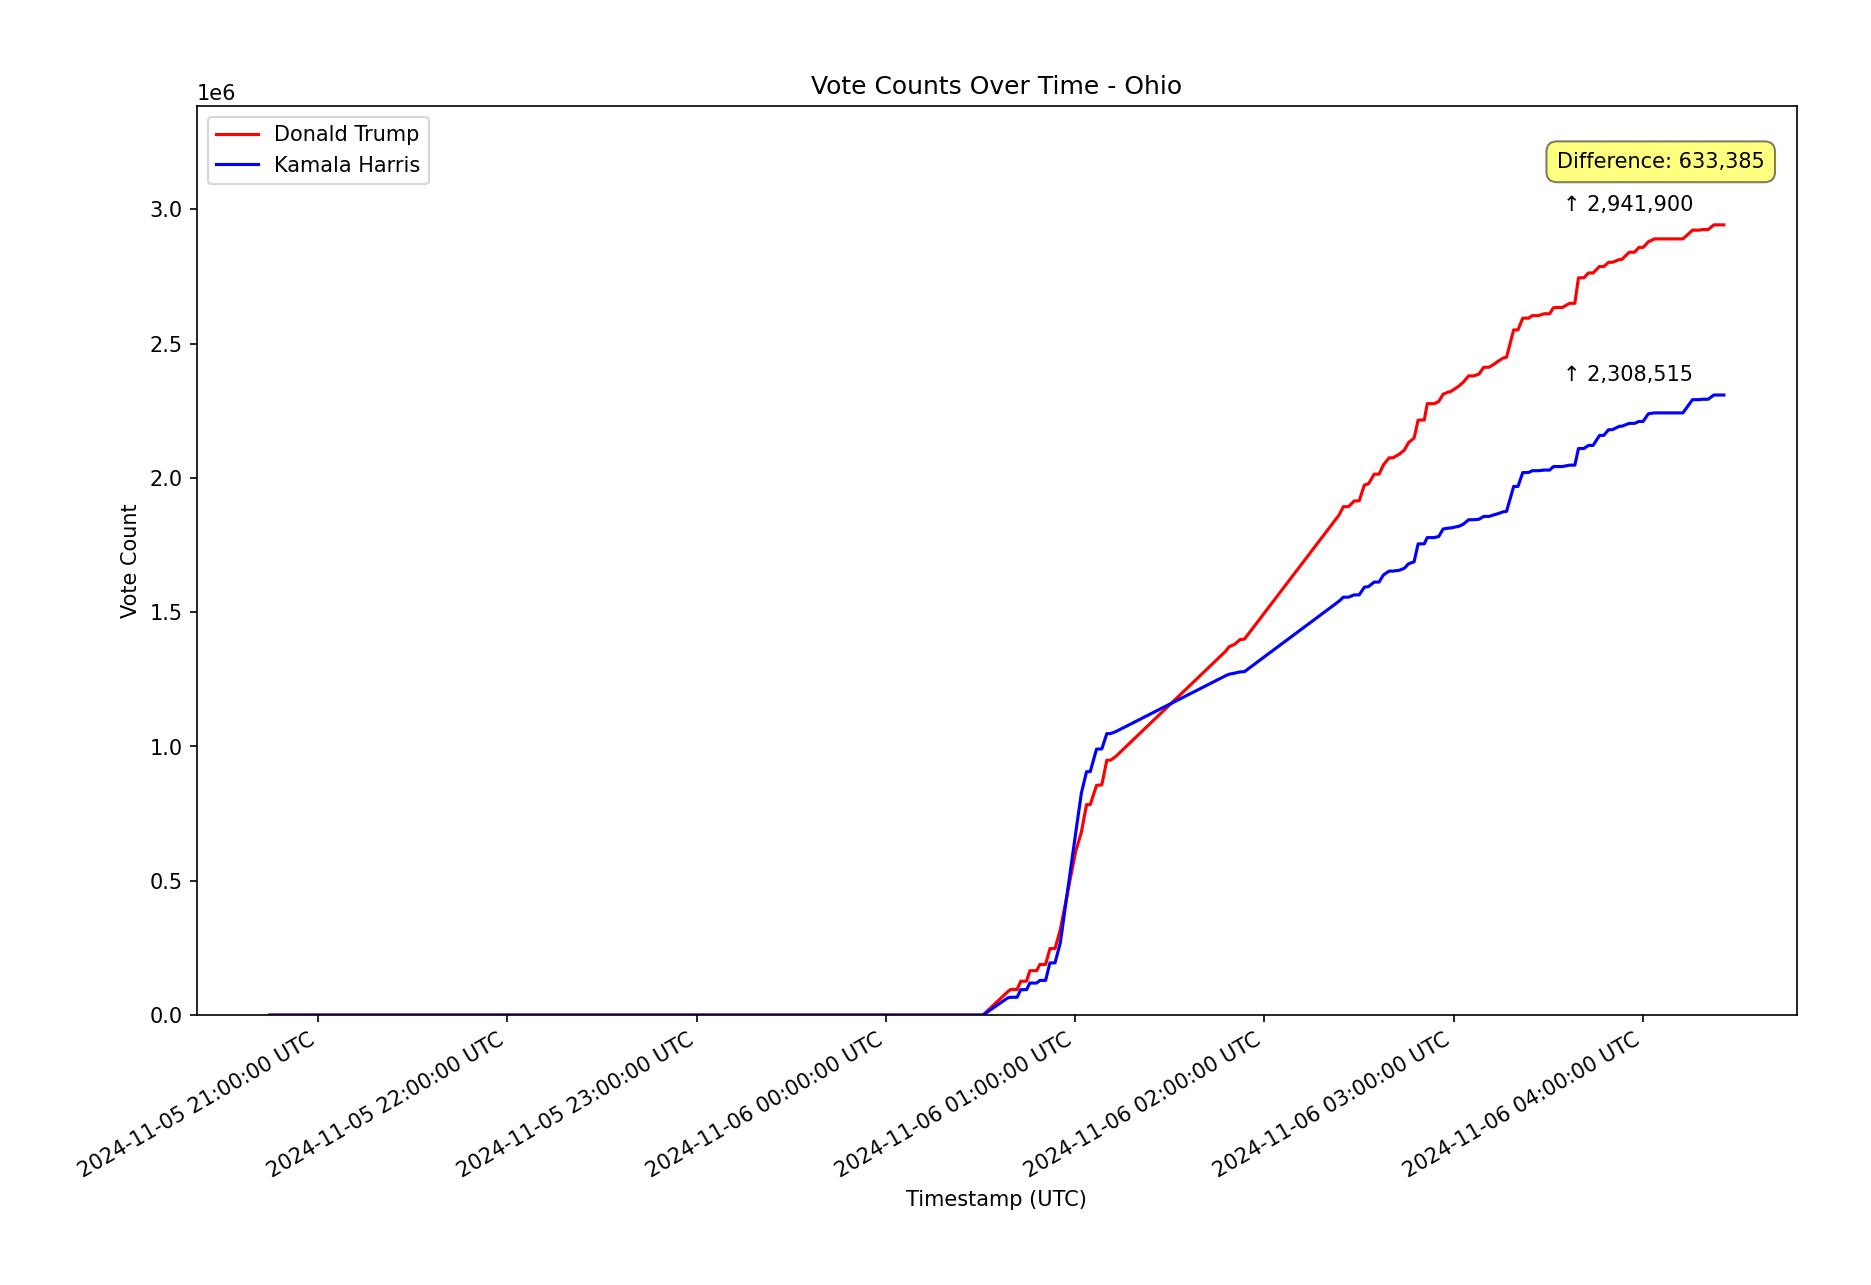 Vote Counts Over Time - Ohio
1e6
Donald Trump
Kamala Harris
Difference: 633,385
↑ 2,941,900
↑ 2,308,515
3.0
2.5
2.0
1.5
1.0
0.5
0.0
Vote Count
2024-11-05 21:00:00 UTC
2024-11-05 22:00:00 UTC
2024-11-05 23:00:00 UTC
2024-11-06 00:00:00 UTC
2024-11-06 01:00:00 UTC
2024-11-06 02:00:00 UTC
2024-11-06 03:00:00 UTC
2024-11-06 04:00:00 UTC
Timestamp (UTC)